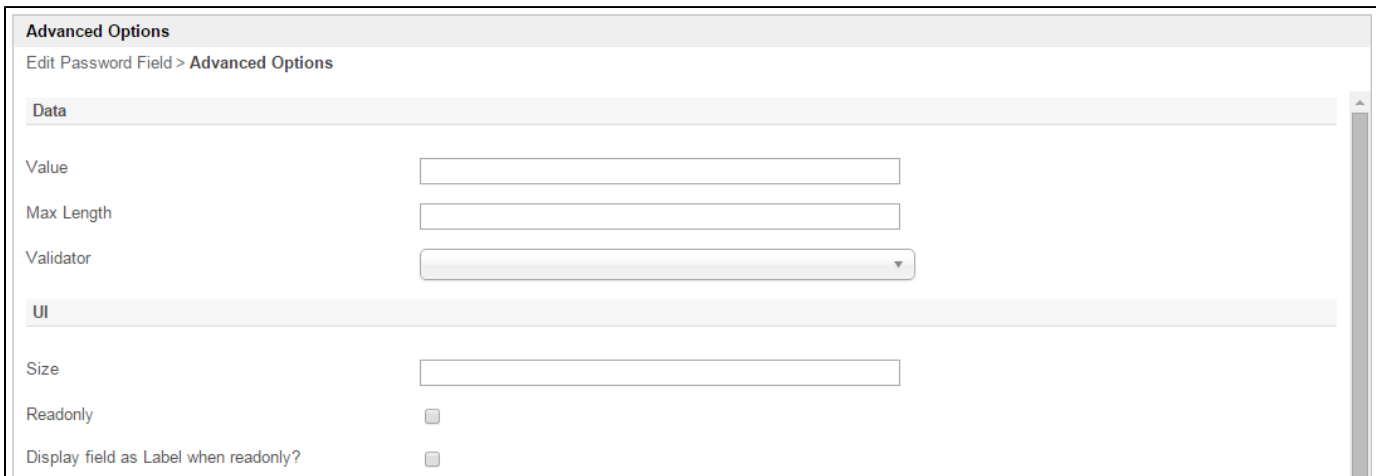 Advanced Options
Edit Password Field > Advanced Options
Data
Value
Max Length
Validator
UI
Size
Readonly
Display field as Label when readonly?